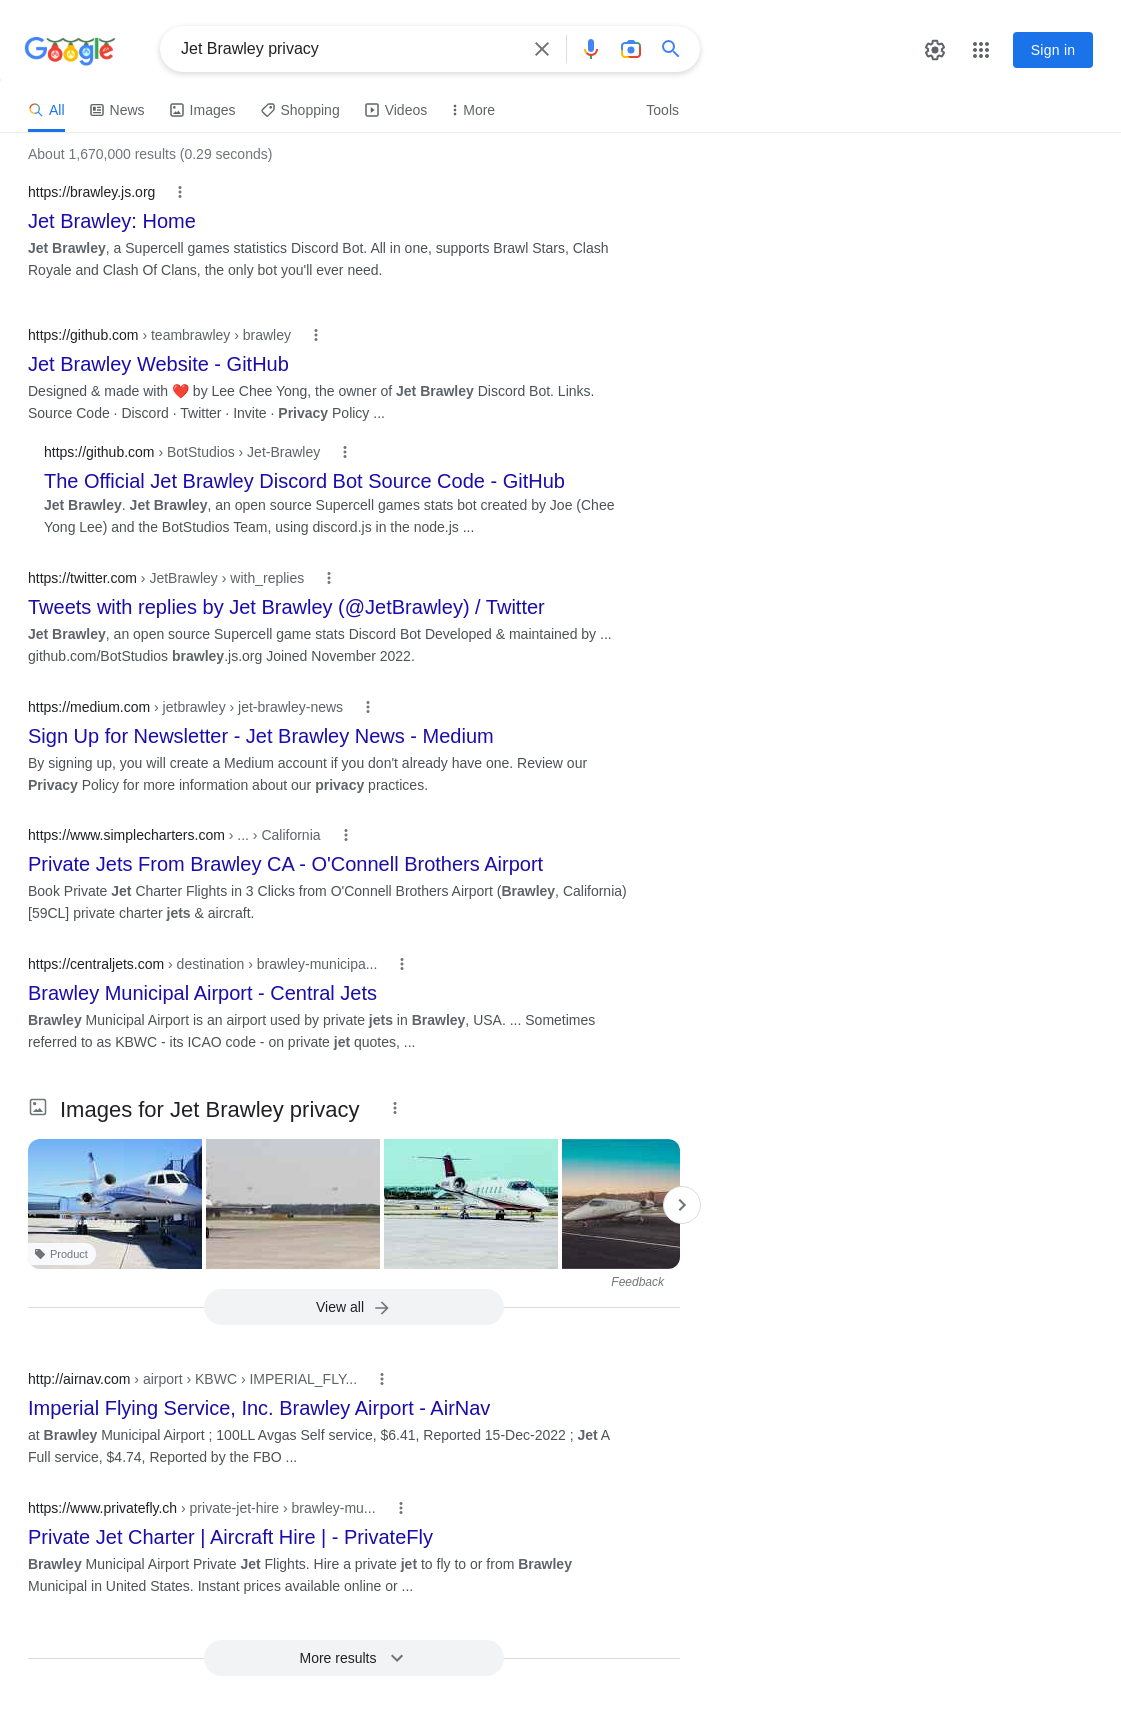 Google
Jet Brawley privacy
Sign in
All
News
Images
Shopping
Videos
More
Tools
About 1,670,000 results (0.29 seconds)
https://brawley.js.org
Jet Brawley: Home
Jet Brawley, a Supercell games statistics Discord Bot. All in one, supports Brawl Stars, Clash
Royale and Clash Of Clans, the only bot you'll ever need.
https://github.com › teambrawley › brawley
Jet Brawley Website - GitHub
Designed & made with ❤️ by Lee Chee Yong, the owner of Jet Brawley Discord Bot. Links.
Source Code · Discord · Twitter · Invite · Privacy Policy ...
https://github.com › BotStudios › Jet-Brawley
The Official Jet Brawley Discord Bot Source Code - GitHub
Jet Brawley. Jet Brawley, an open source Supercell games stats bot created by Joe (Chee
Yong Lee) and the BotStudios Team, using discord.js in the node.js ...
https://twitter.com › JetBrawley › with_replies
Tweets with replies by Jet Brawley (@JetBrawley) / Twitter
Jet Brawley, an open source Supercell game stats Discord Bot Developed & maintained by ...
github.com/BotStudios brawley.js.org Joined November 2022.
https://medium.com › jetbrawley › jet-brawley-news
Sign Up for Newsletter - Jet Brawley News - Medium
By signing up, you will create a Medium account if you don't already have one. Review our
Privacy Policy for more information about our privacy practices.
https://www.simplecharters.com › ... › California
Private Jets From Brawley CA - O'Connell Brothers Airport
Book Private Jet Charter Flights in 3 Clicks from O'Connell Brothers Airport (Brawley, California)
[59CL] private charter jets & aircraft.
https://centraljets.com › destination › brawley-municipa...
Brawley Municipal Airport - Central Jets
Brawley Municipal Airport is an airport used by private jets in Brawley, USA. ... Sometimes
referred to as KBWC - its ICAO code - on private jet quotes, ...
Images for Jet Brawley privacy
Product
Feedback
View all
http://airnav.com › airport › KBWC › IMPERIAL_FLY...
Imperial Flying Service, Inc. Brawley Airport - AirNav
at Brawley Municipal Airport ; 100LL Avgas Self service, $6.41, Reported 15-Dec-2022 ; Jet A
Full service, $4.74, Reported by the FBO ...
https://www.privatefly.ch › private-jet-hire › brawley-mu...
Private Jet Charter | Aircraft Hire | - PrivateFly
Brawley Municipal Airport Private Jet Flights. Hire a private jet to fly to or from Brawley
Municipal in United States. Instant prices available online or ...
More results